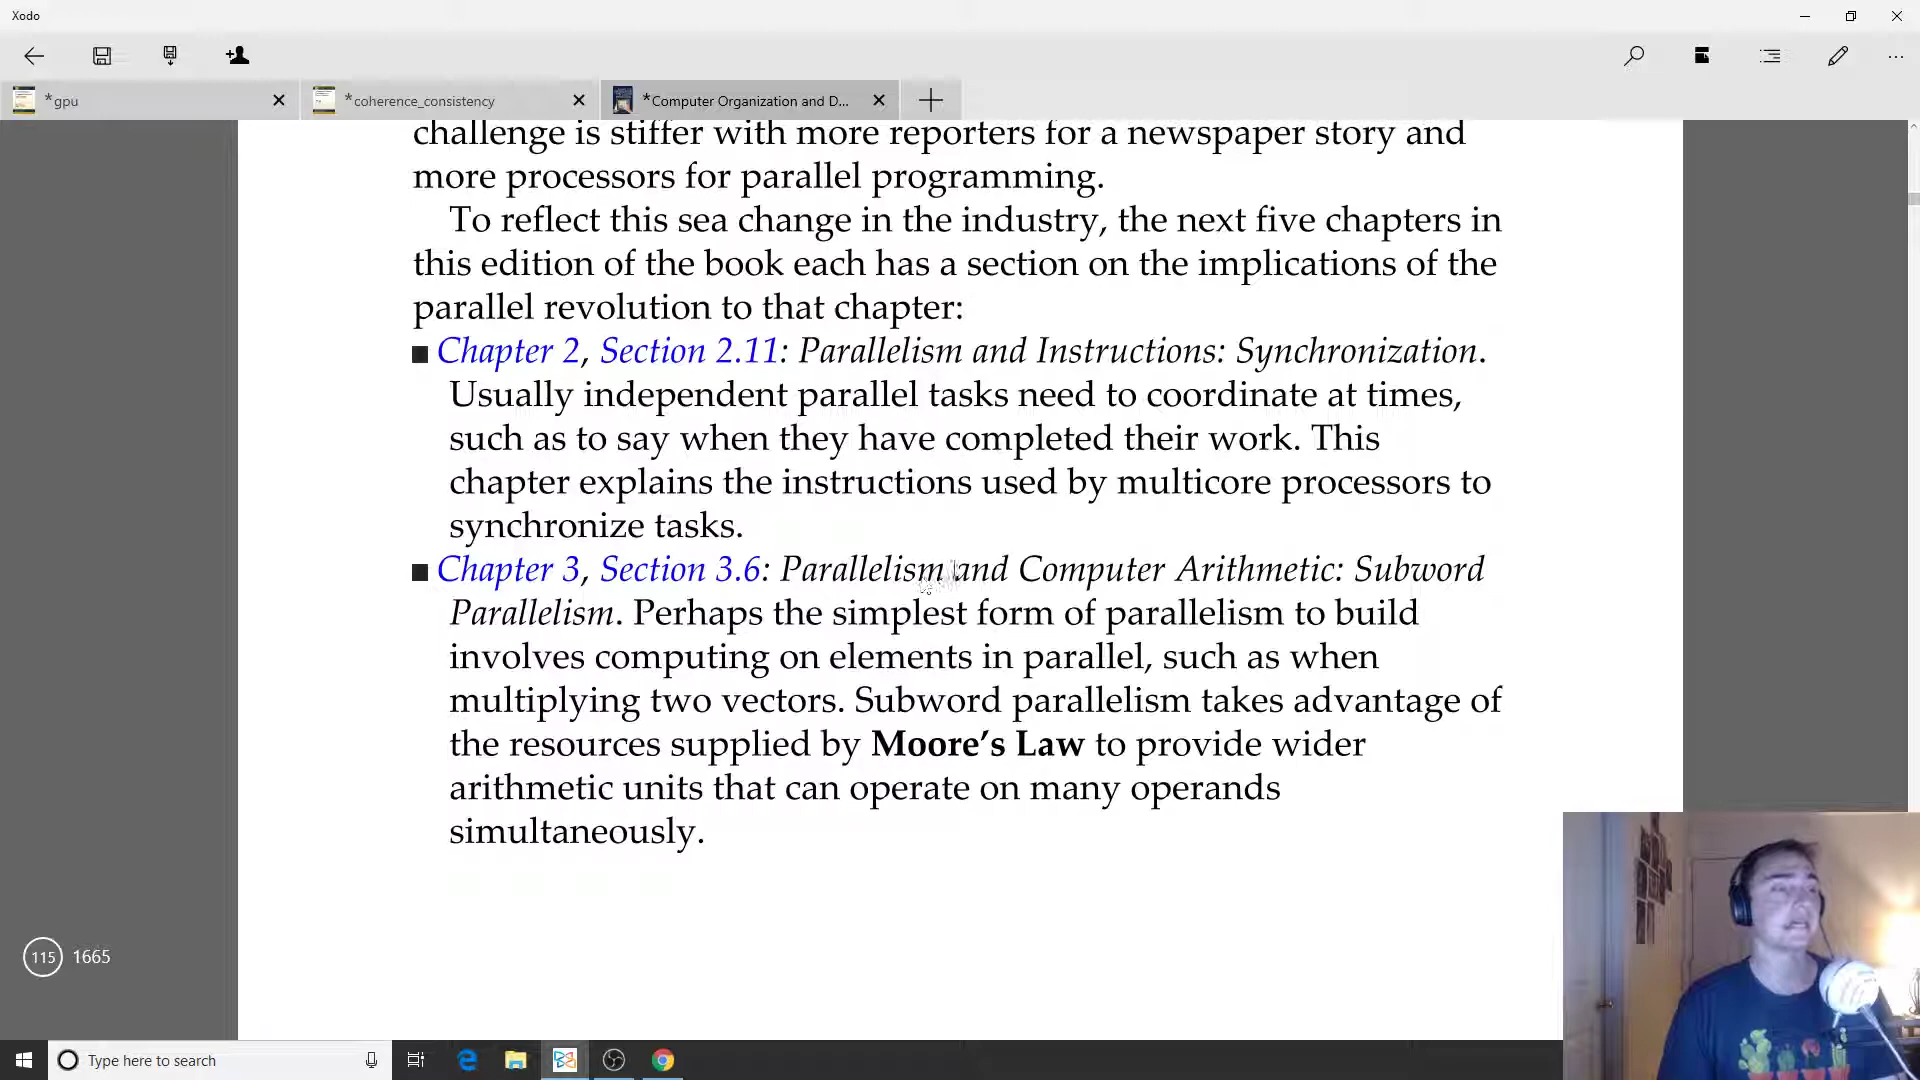 Xodo
*gpu
*coherence_consistency
*Computer Organization and D...
challenge is stiffer with more reporters for a newspaper story and
more processors for parallel programming.
To reflect this sea change in the industry, the next five chapters in
this edition of the book each has a section on the implications of the
parallel revolution to that chapter:
■ Chapter 2, Section 2.11: Parallelism and Instructions: Synchronization.
Usually independent parallel tasks need to coordinate at times,
such as to say when they have completed their work. This
chapter explains the instructions used by multicore processors to
synchronize tasks.
■ Chapter 3, Section 3.6: Parallelism and Computer Arithmetic: Subword
Parallelism. Perhaps the simplest form of parallelism to build
involves computing on elements in parallel, such as when
multiplying two vectors. Subword parallelism takes advantage of
the resources supplied by Moore's Law to provide wider
arithmetic units that can operate on many operands
simultaneously.
115 1665
Type here to search